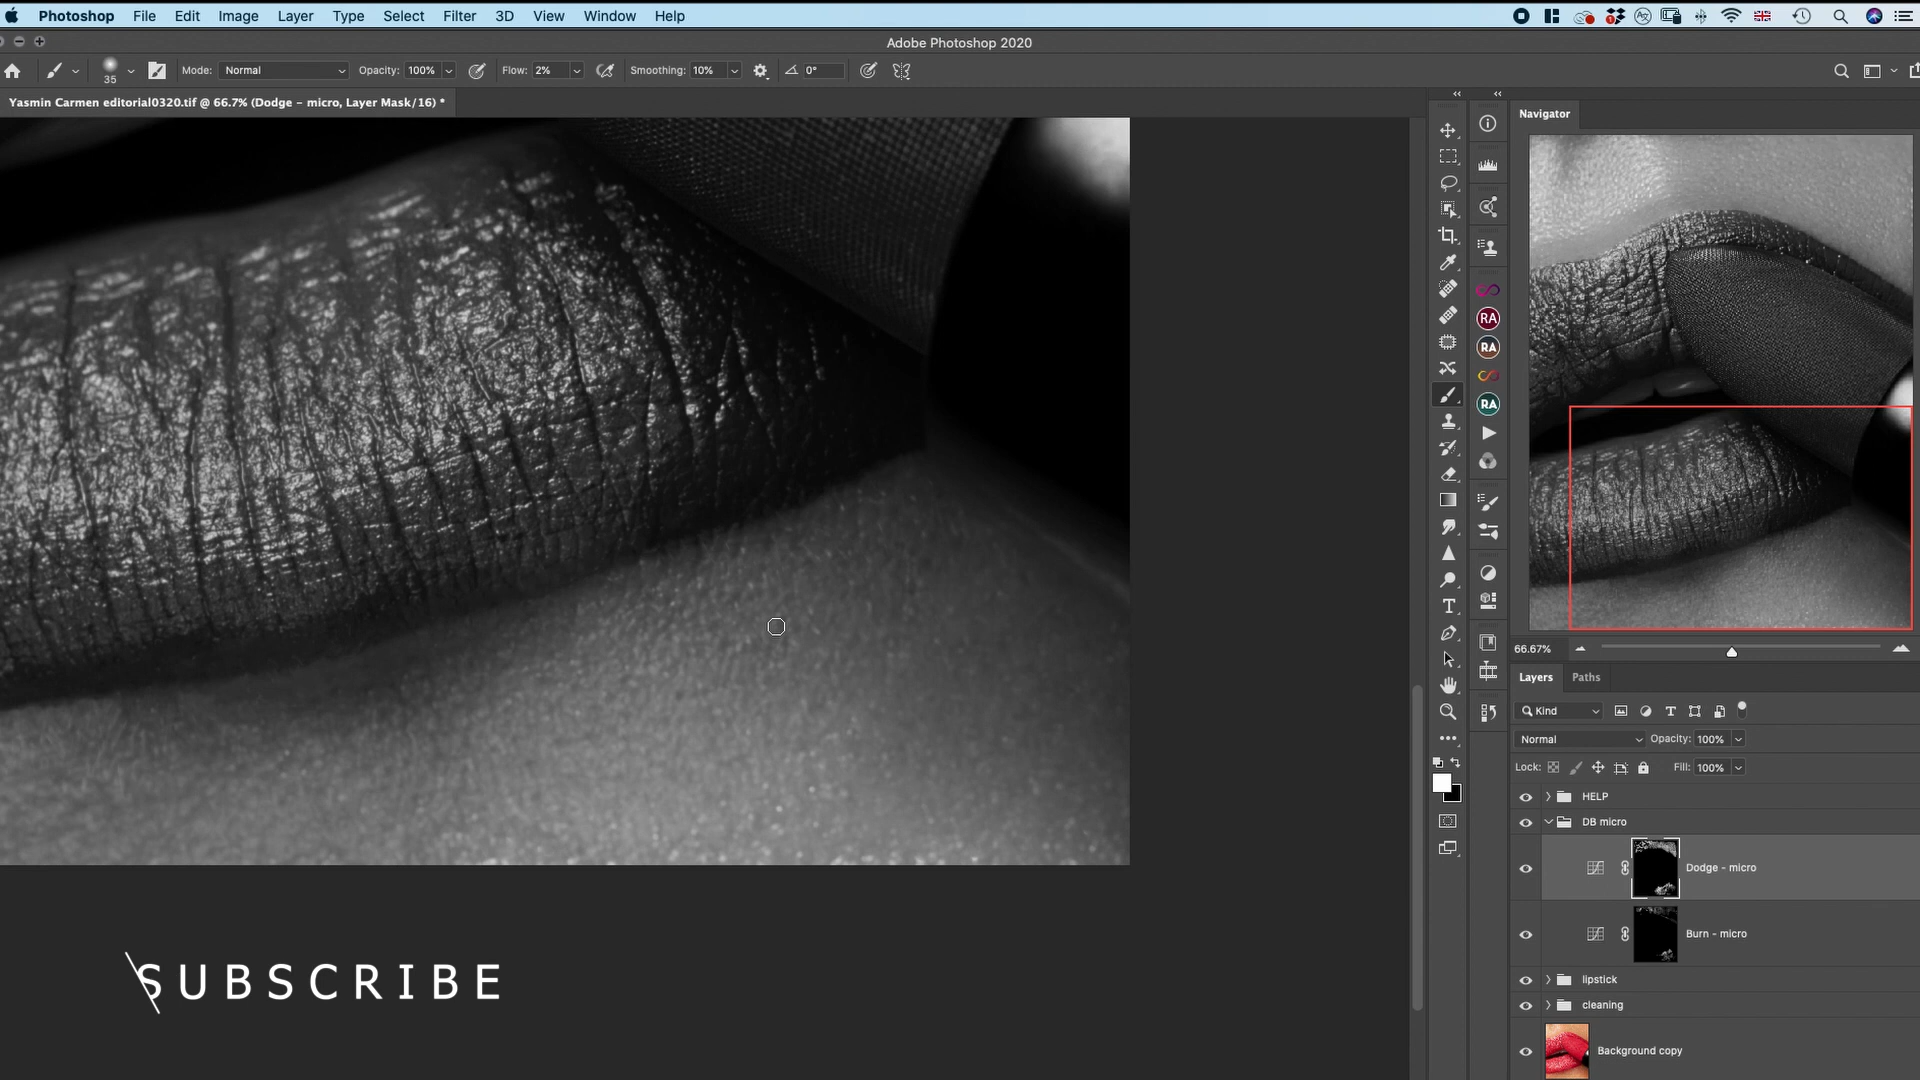 Photoshop File Edit Image Layer Type Select Filter 3D View Window Help
Adobe Photoshop 2020
35 Mode: Normal Opacity: 100% Flow: 2% Smoothing: 10% 0°
Yasmin Carmen editorial0320.tif @ 66.7% (Dodge - micro, Layer Mask/16) *
Navigator
RA
RA
RA
66.67%
Layers Paths
Kind
Normal Opacity: 100%
Lock: Fill: 100%
HELP
DB micro
Dodge - micro
Burn - micro
lipstick
cleaning
Background copy
SUBSCRIBE